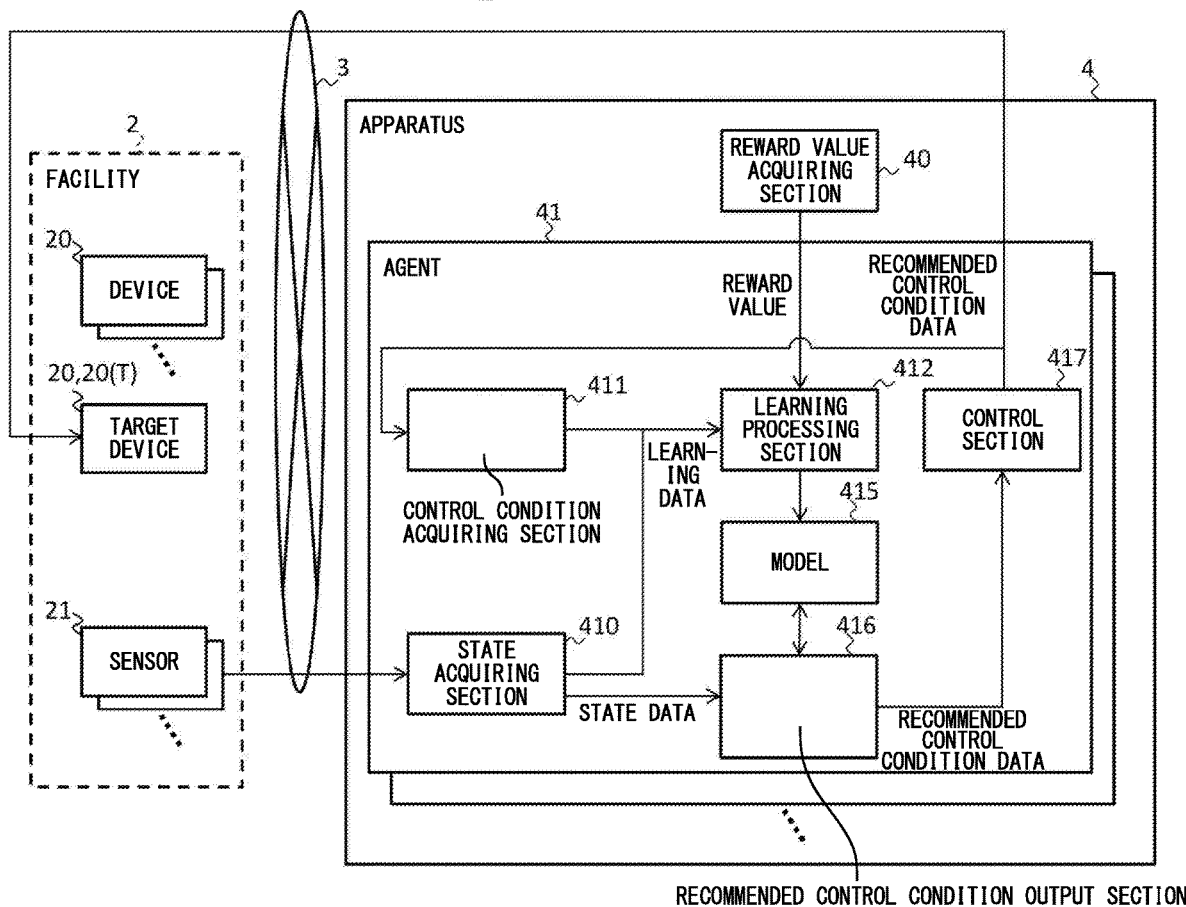 3
4
2
APPARATUS
FACILITY
REWARD VALUE
ACQUIRING
SECTION
40
41
20
DEVICE
AGENT
REWARD
VALUE
RECOMMENDED
CONTROL
CONDITION
DATA
20,20(T)
TARGET
DEVICE
411
412
417
LEARNING
PROCESSING
SECTION
CONTROL
SECTION
LEARN-
ING
DATA
CONTROL CONDITION
ACQUIRING SECTION
415
MODEL
21
SENSOR
410
STATE
ACQUIRING
SECTION
416
STATE DATA
RECOMMENDED
CONTROL
CONDITION DATA
RECOMMENDED CONTROL CONDITION OUTPUT SECTION